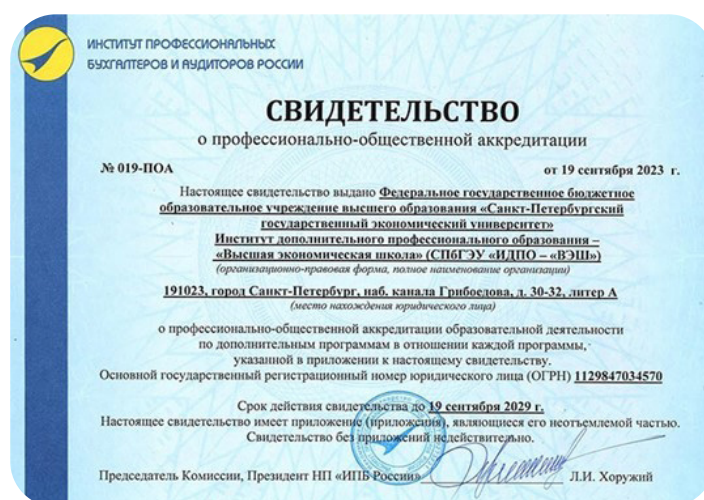 ИНСТИТУТ ПРОФЕССИОНАЛЬНЫХ
БУХГАЛТЕРОВ И АУДИТОРОВ РОССИИ
СВИДЕТЕЛЬСТВО
о профессионально-общественной аккредитации
№ 019-ПОА от 19 сентября 2023 г.
Настоящее свидетельство выдано Федеральное государственное бюджетное
образовательное учреждение высшего образования «Санкт-Петербургский
государственный экономический университет»
Институт дополнительного профессионального образования –
«Высшая экономическая школа» (СПбГЭУ «ИДПО – «ВЭШ»)
(организационно-правовая форма, полное наименование организации)
191023, город Санкт-Петербург, наб. канала Грибоедова, д. 30-32, литер А
(место нахождения юридического лица)
о профессионально-общественной аккредитации образовательной деятельности
по дополнительным программам в отношении каждой программы,
указанной в приложении к настоящему свидетельству.
Основной государственный регистрационный номер юридического лица (ОГРН) 1129847034570
Срок действия свидетельства до 19 сентября 2029 г.
Настоящее свидетельство имеет приложение (приложения), являющиеся его неотъемлемой частью.
Свидетельство без приложений недействительно.
Председатель Комиссии, Президент НП «ИПБ России» Л.И. Хоружий